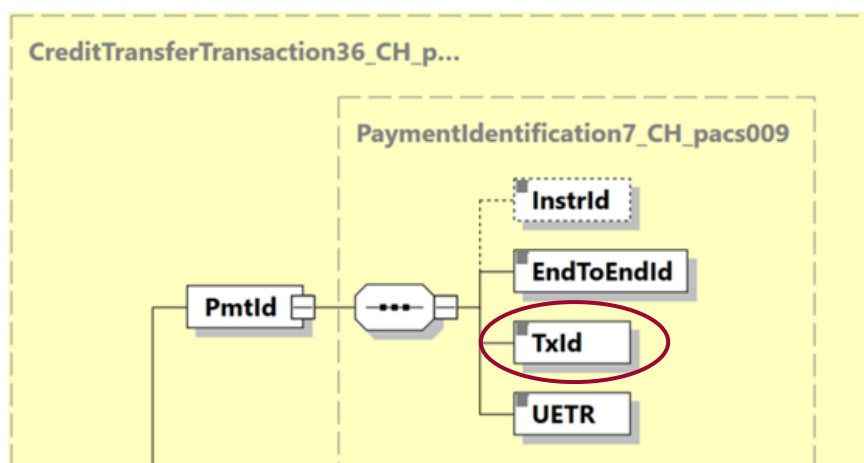 CreditTransferTransaction36_CH_p...
PaymentIdentification7_CH_pacs009
InstrId
EndToEndId
PmtId
TxId
UETR